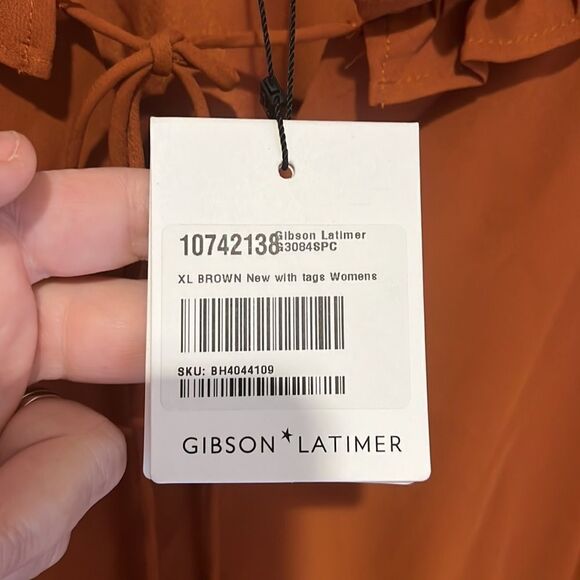 10742138 Gibson Latimer
G3084SPC
XL BROWN New with tags Womens
SKU: BH4044109
GIBSON★LATIMER